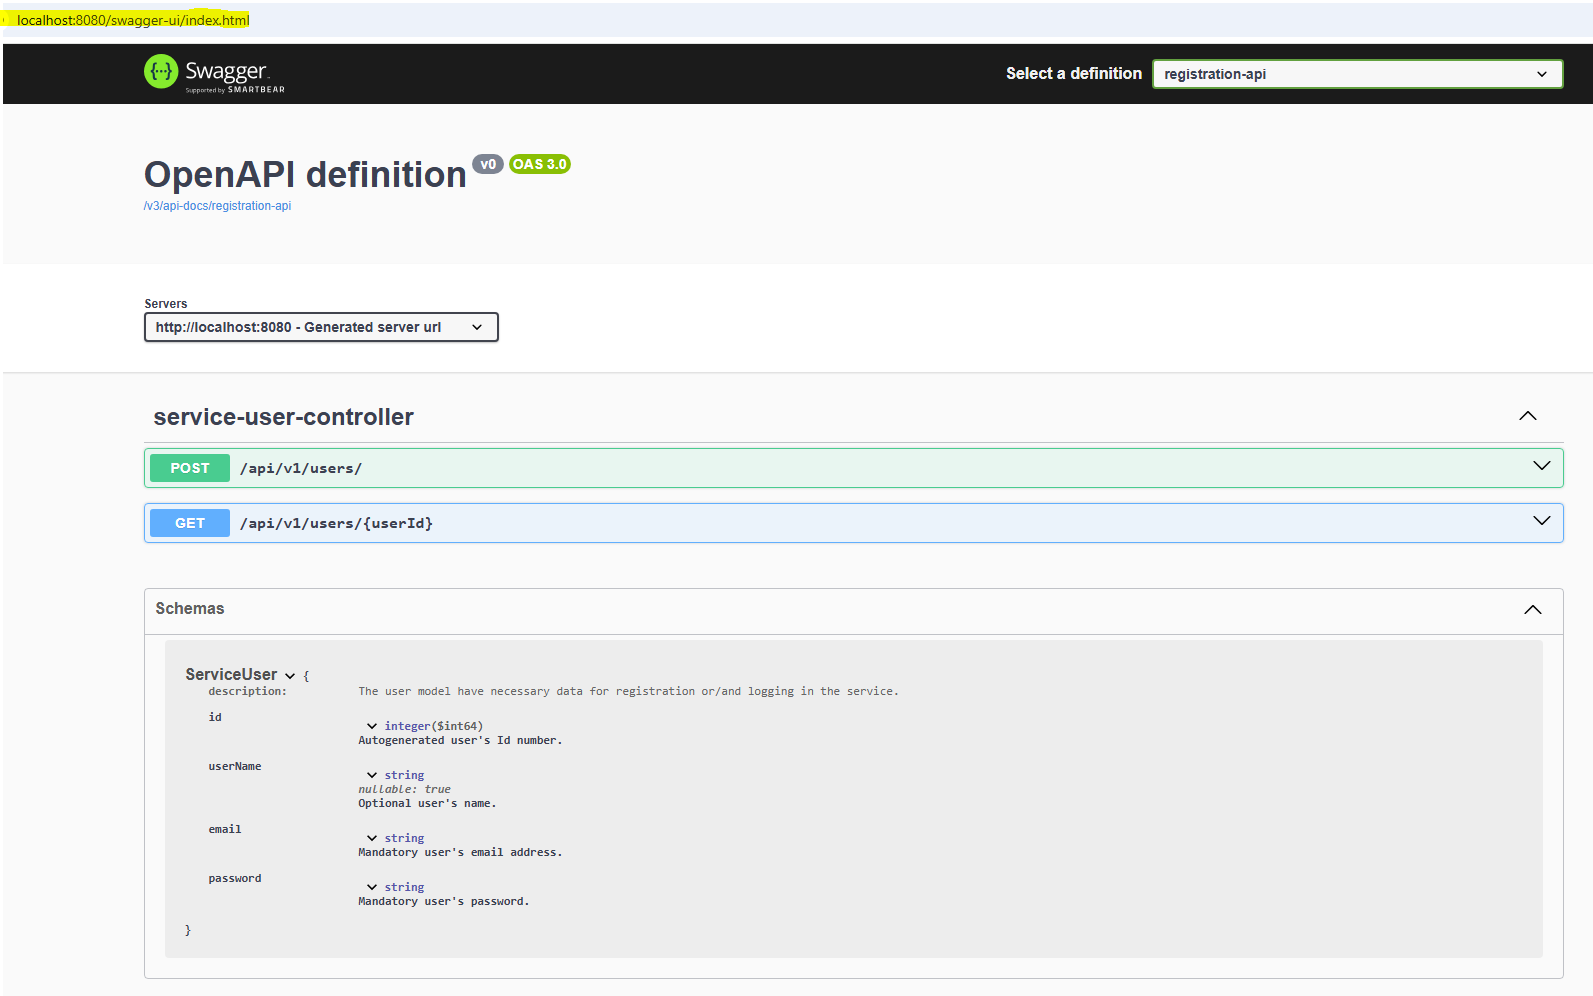 localhost:8080/swagger-ui/index.html
Swagger
Supported by SMARTBEAR
Select a definition
registration-api
OpenAPI definition v0 OAS 3.0
/v3/api-docs/registration-api
Servers
http://localhost:8080 - Generated server url
service-user-controller
POST /api/v1/users/
GET /api/v1/users/{userId}
Schemas
ServiceUser {
description: The user model have necessary data for registration or/and logging in the service.
id integer($int64)
Autogenerated user's Id number.
userName string
nullable: true
Optional user's name.
email string
Mandatory user's email address.
password string
Mandatory user's password.
}